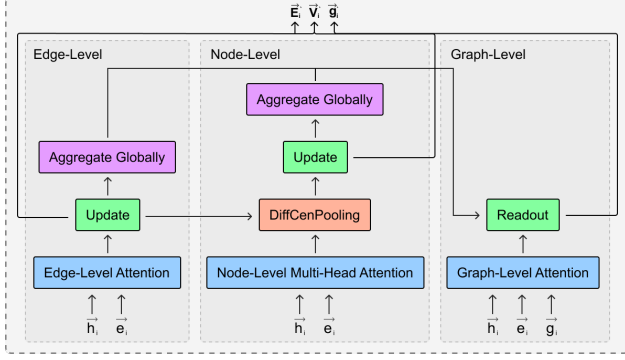 E⃗ᵢ V⃗ᵢ g⃗ᵢ
Edge-Level
Node-Level
Graph-Level
Aggregate Globally
Aggregate Globally
Update
Update
DiffCenPooling
Readout
Edge-Level Attention
Node-Level Multi-Head Attention
Graph-Level Attention
h⃗ᵢ e⃗ᵢ
h⃗ᵢ e⃗ᵢ
h⃗ᵢ e⃗ᵢ g⃗ᵢ